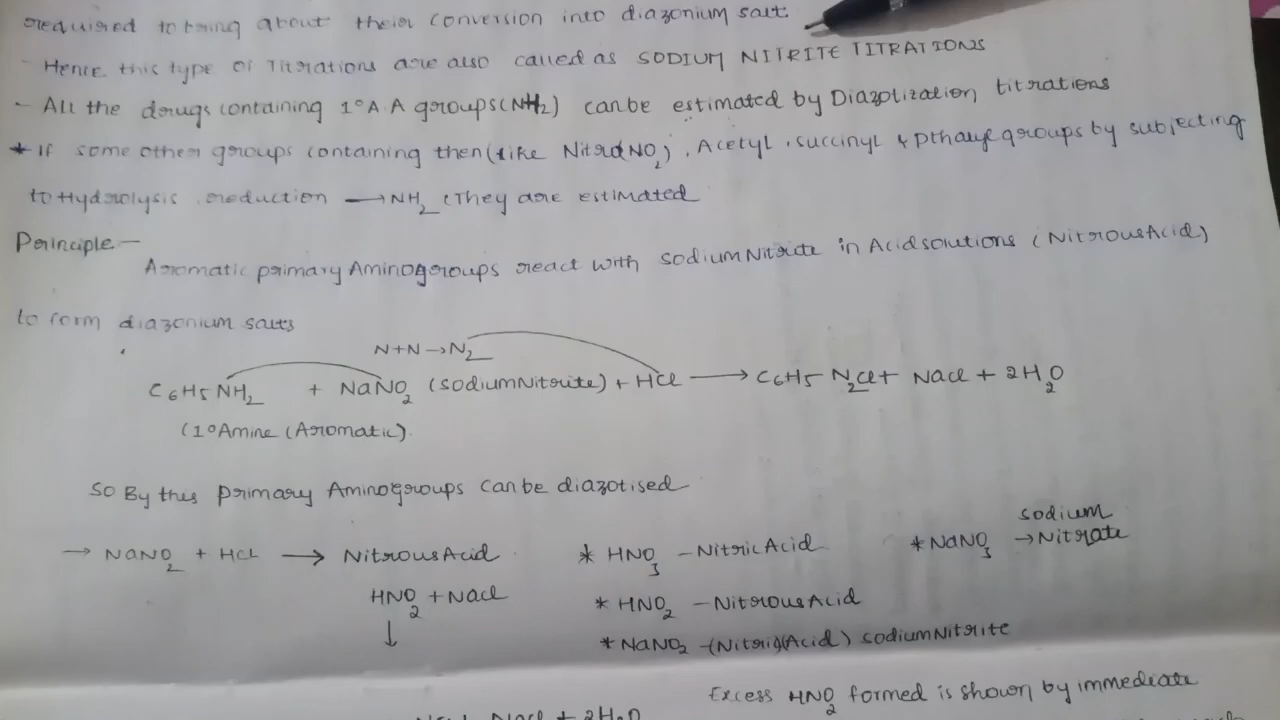 required to bring about their conversion into diazonium salt.
Hence this type of Titrations are also called as SODIUM NITRITE TITRATIONS
- All the drugs containing 1° A.A groups (NH2) can be estimated by Diazotization titrations
* If some other groups containing then (like Nitro(NO2), Acetyl, succinyl & pthayl groups by subjecting
to Hydrolysis reduction → NH2 (They are estimated
Principle -
Aromatic primary Aminogroups react with sodium Nitrite in Acid solutions (Nitrous Acid)
to form diazonium salts
N+N → N2
C6H5NH2 + NaNO2 (sodium Nitrite) + HCl → C6H5 N2Cl + NaCl + 2H2O
(1° Amine (Aromatic).
So By this primary Aminogroups can be diazotised
→ NaNO2 + HCl → Nitrous Acid * HNO3 - Nitric Acid * NaNO3 → sodium Nitrate
HNO2 + NaCl * HNO2 - Nitrous Acid
↓ * NaNO2 - (Nitric(Acid) sodium Nitrite
Excess HNO2 formed is shown by immediate
NaCl + 2H2O